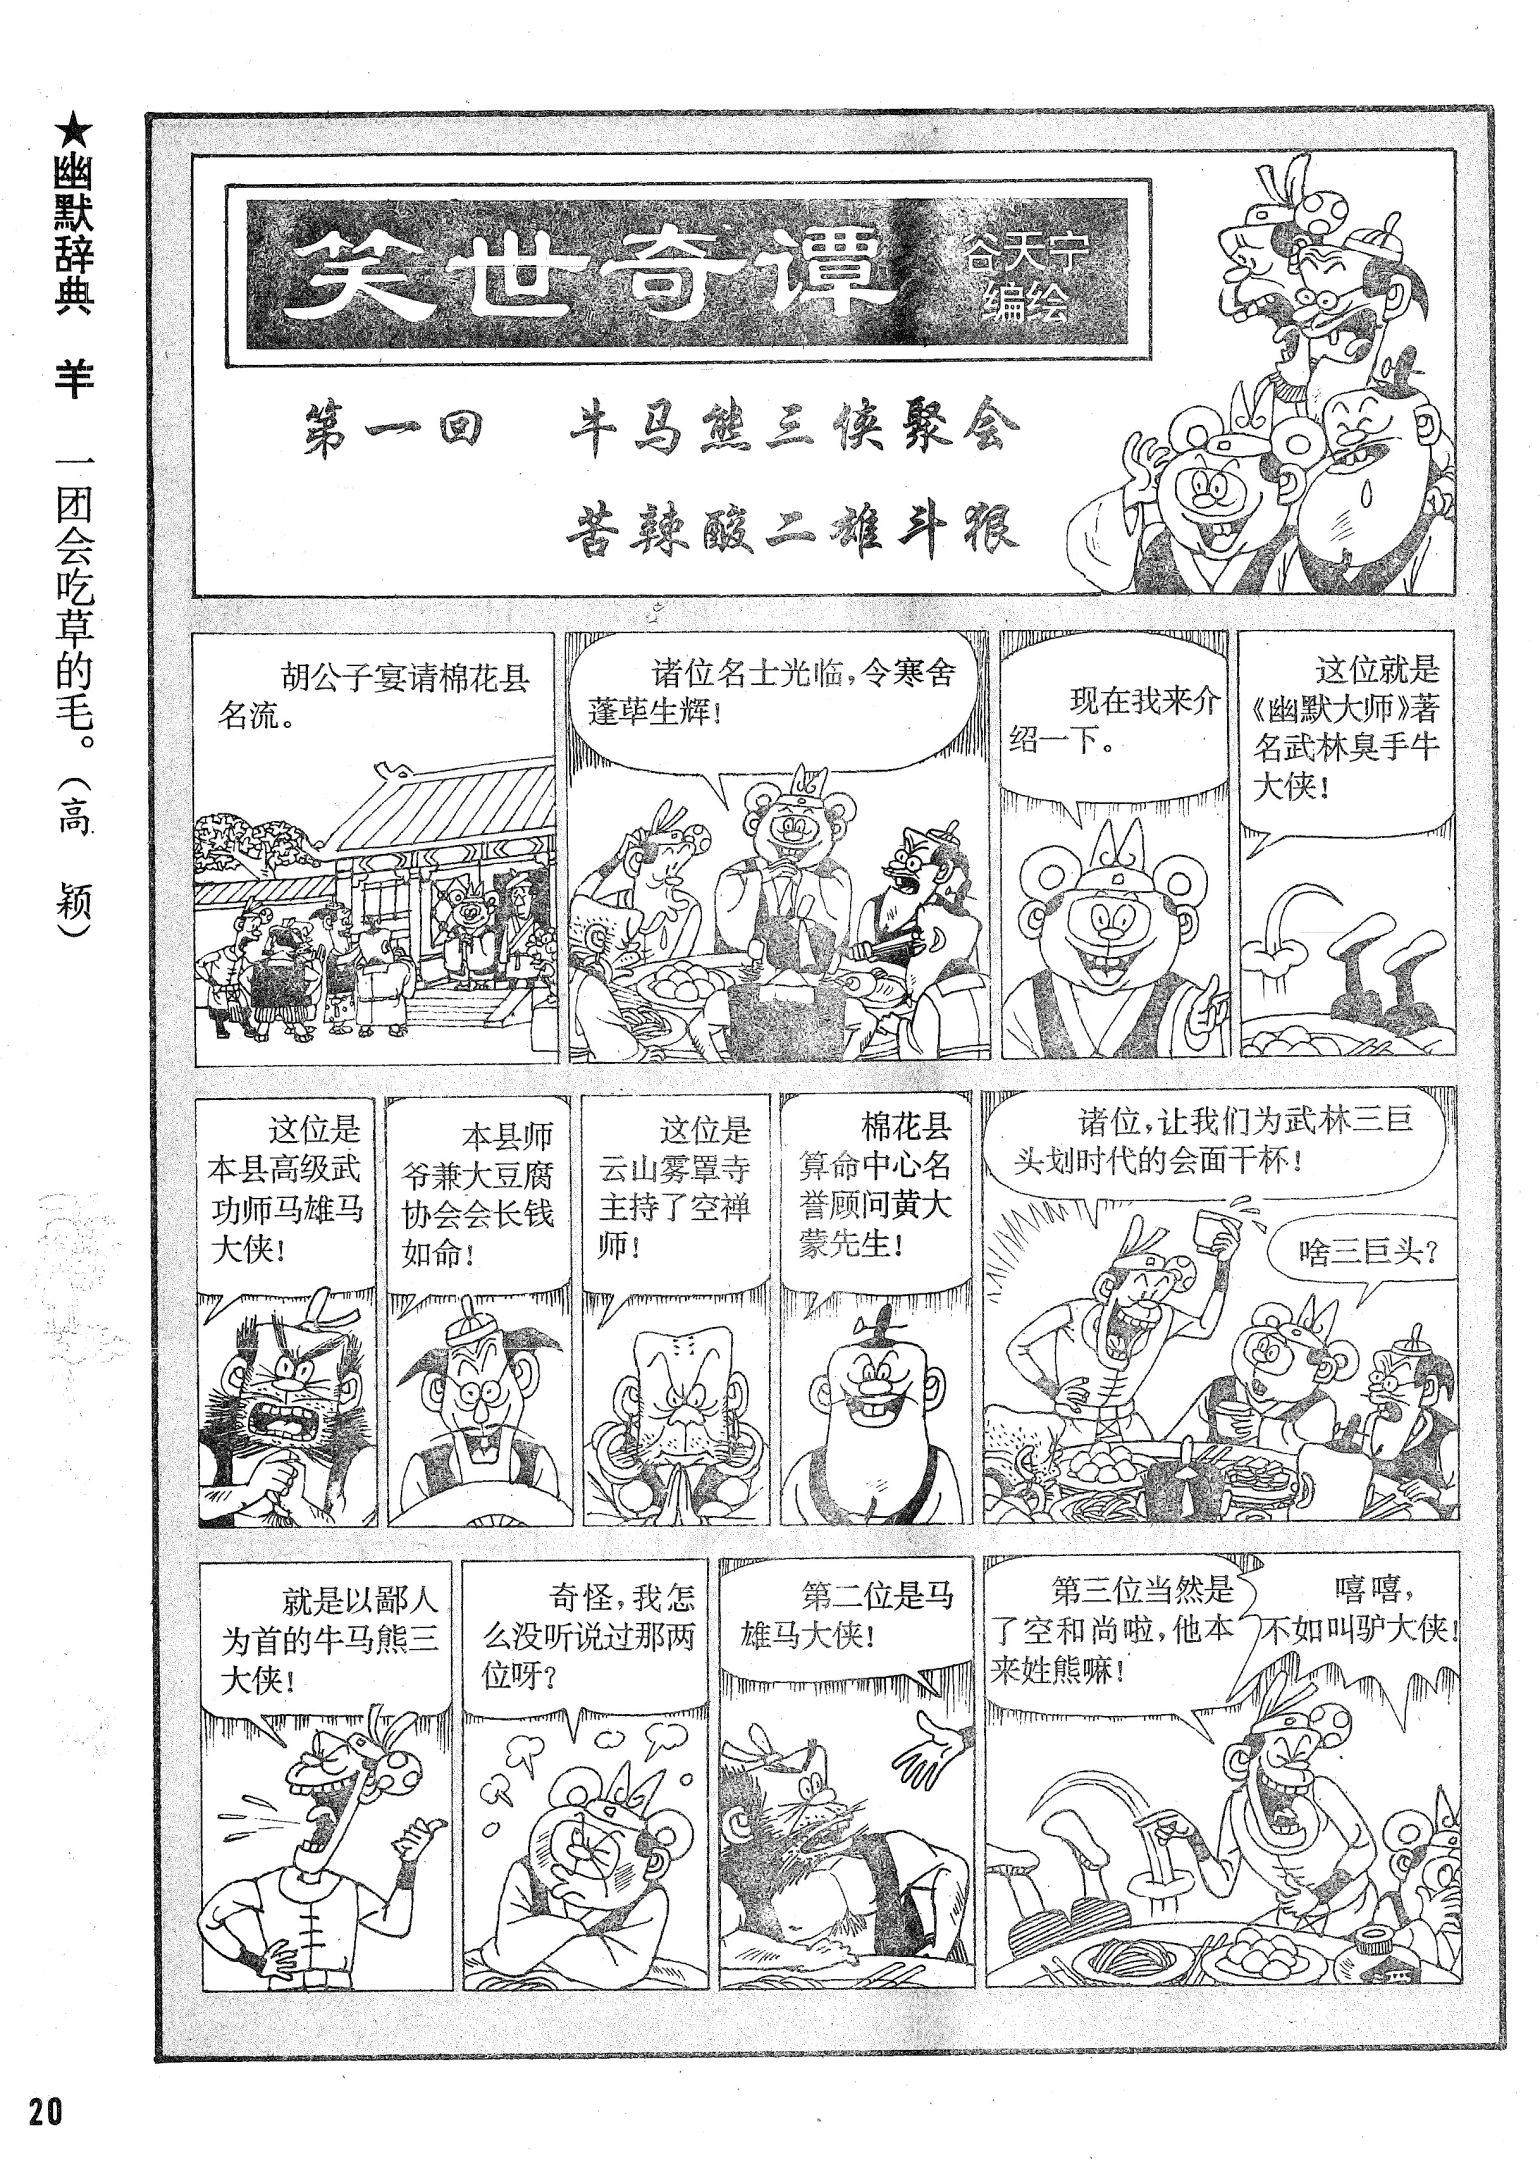 ★幽默辞典 羊 一团会吃草的毛。(高 颖)
笑世奇谭
谷天宁
编绘
第一回 牛马熊三侠聚会
苦辣酸二雄斗狠
胡公子宴请棉花县
名流。
诸位名士光临,令寒舍
蓬荜生辉!
现在我来介
绍一下。
这位就是
《幽默大师》著
名武林臭手牛
大侠!
这位是
本县高级武
功师马雄马
大侠!
本县师
爷兼大豆腐
协会会长钱
如命!
这位是
云山雾罩寺
主持了空禅
师!
棉花县
算命中心名
誉顾问黄大
蒙先生!
诸位,让我们为武林三巨
头划时代的会面干杯!
啥三巨头?
就是以鄙人
为首的牛马熊三
大侠!
奇怪,我怎
么没听说过那两
位呀?
第二位是马
雄马大侠!
第三位当然是
了空和尚啦,他本
来姓熊嘛!
嘻嘻,
不如叫驴大侠!
20